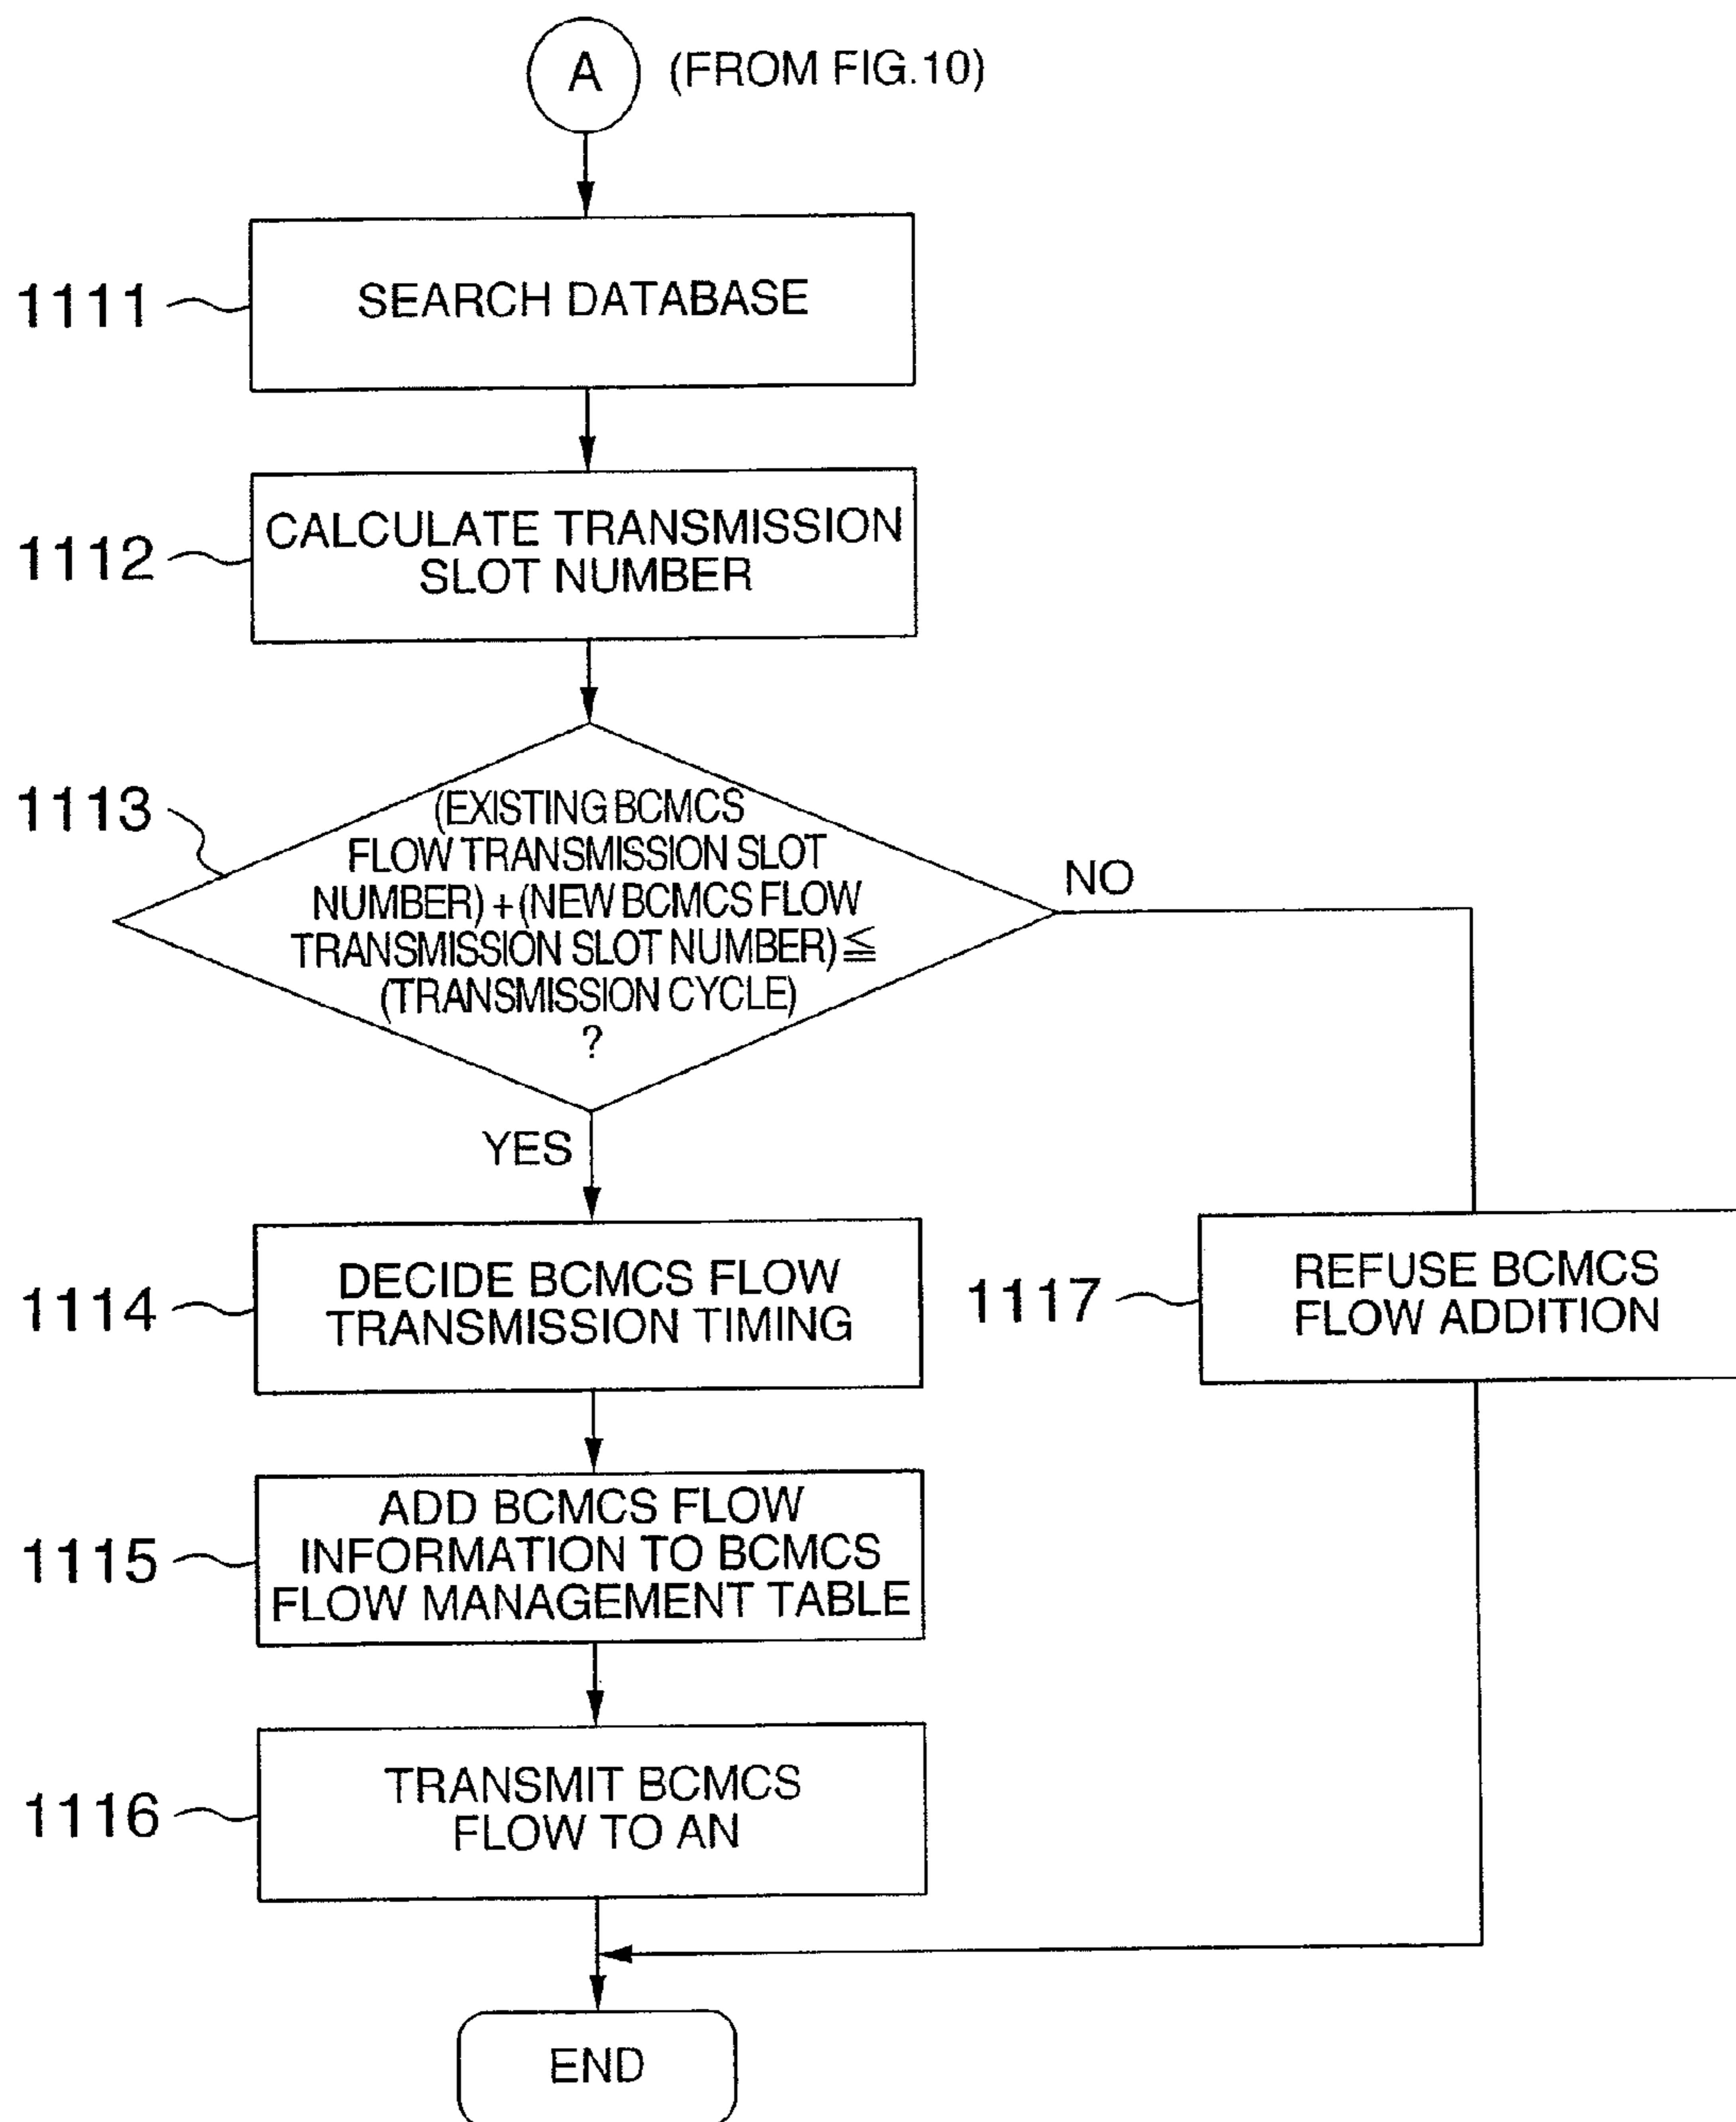 A (FROM FIG.10)
1111
SEARCH DATABASE
1112
CALCULATE TRANSMISSION
SLOT NUMBER
1113
(EXISTING BCMCS
FLOW TRANSMISSION SLOT
NUMBER)+(NEW BCMCS FLOW
TRANSMISSION SLOT NUMBER)≦
(TRANSMISSION CYCLE)
?
NO
YES
1114
DECIDE BCMCS FLOW
TRANSMISSION TIMING
1117
REFUSE BCMCS
FLOW ADDITION
1115
ADD BCMCS FLOW
INFORMATION TO BCMCS
FLOW MANAGEMENT TABLE
1116
TRANSMIT BCMCS
FLOW TO AN
END